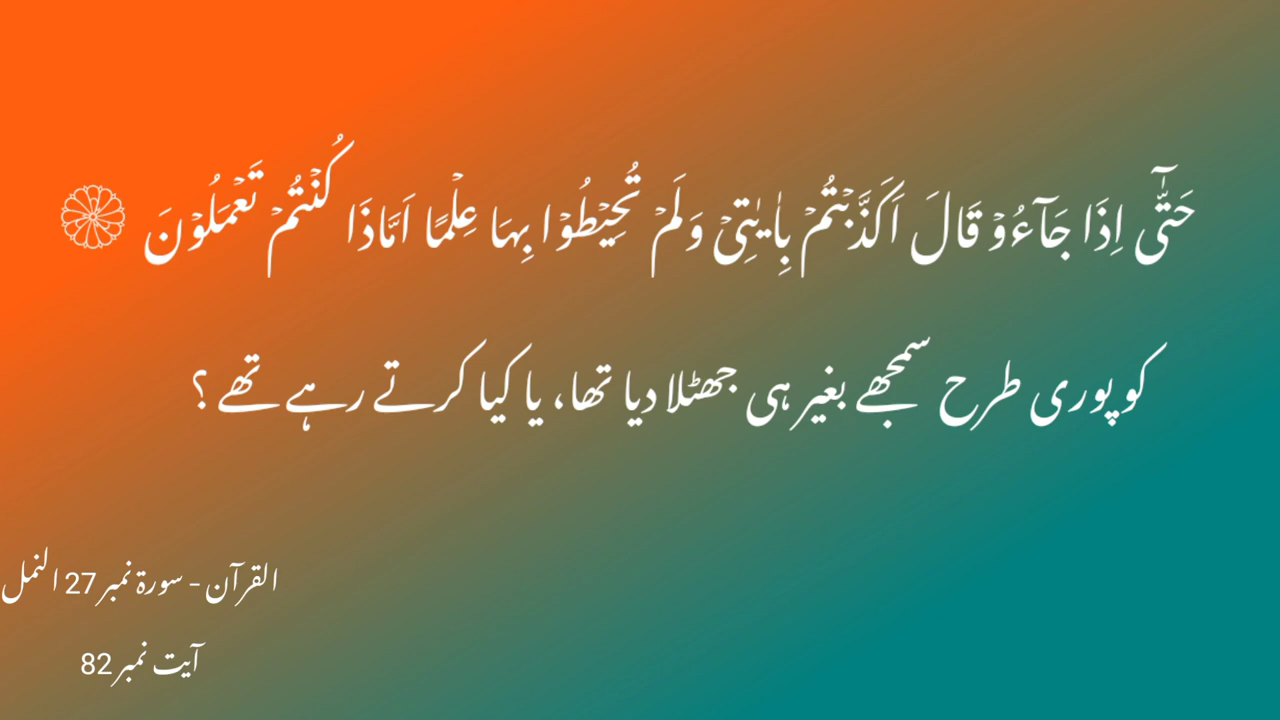 حَتّٰٓى اِذَا جَآءُوْ قَالَ اَكَذَّبْتُمْ بِاٰيٰتِىْ وَلَمْ تُحِيْطُوْا بِهَا عِلْمًا اَمَّاذَا كُنْتُمْ تَعْمَلُوْنَ ۞
کو پوری طرح سمجھے بغیر ہی جھٹلا دیا تھا، یا کیا کرتے رہے تھے ؟
القرآن - سورۃ نمبر 27 النمل
آیت نمبر 82